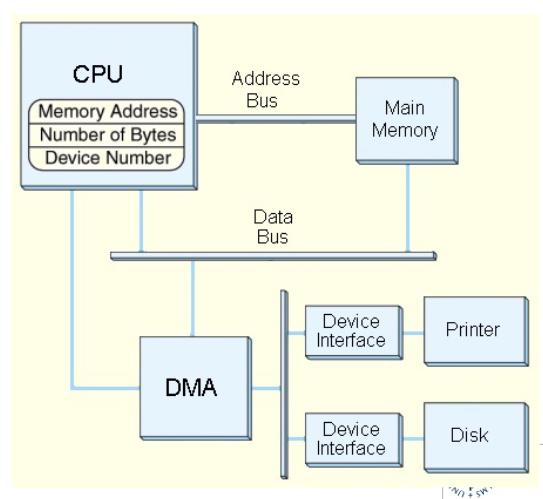 CPU
Memory Address
Number of Bytes
Device Number
Address
Bus
Main
Memory
Data
Bus
DMA
Device
Interface
Printer
Device
Interface
Disk